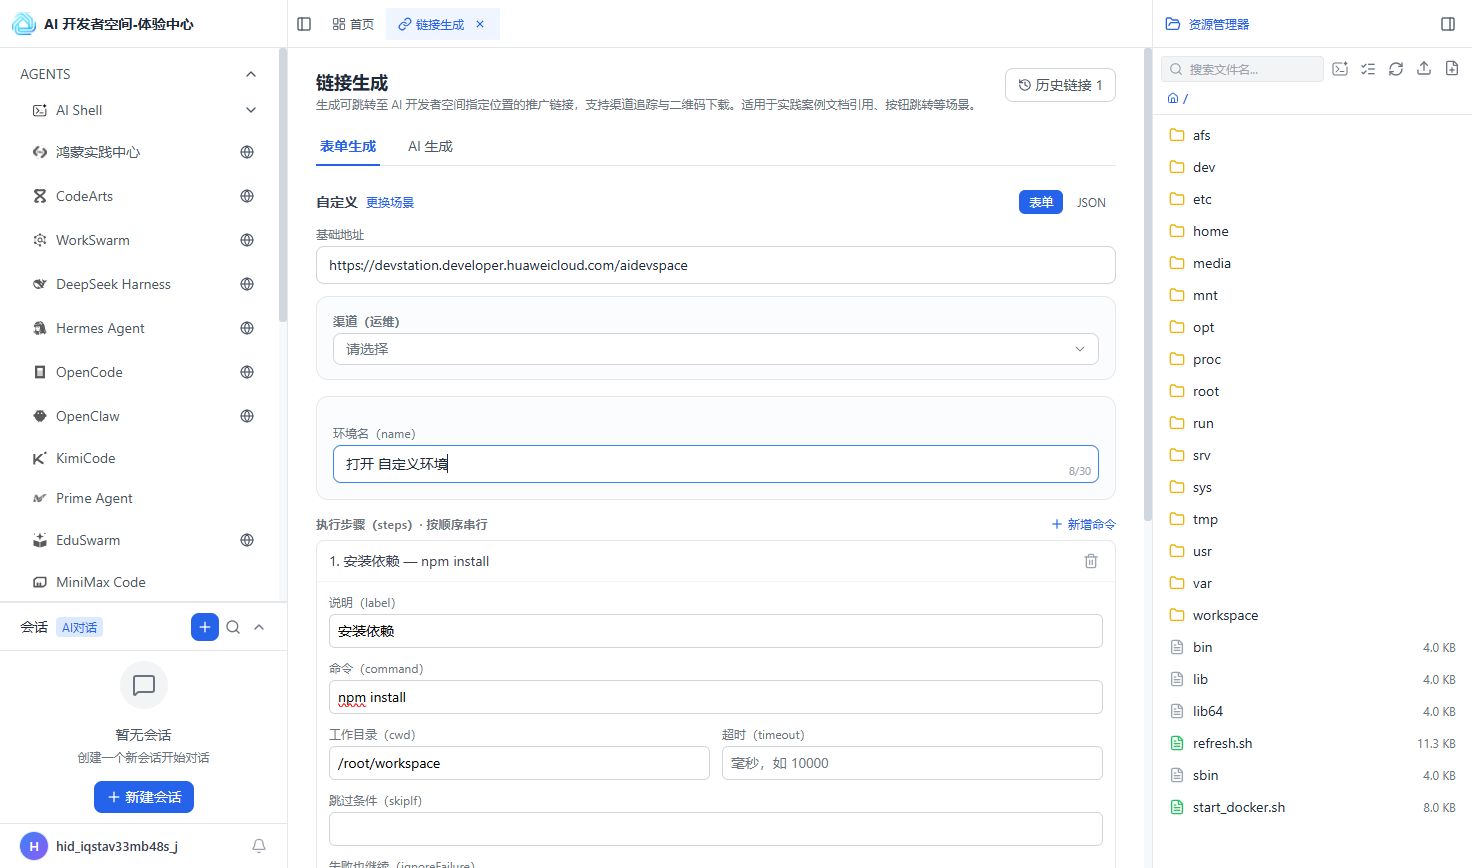 AI 开发者空间-体验中心
首页
链接生成
资源管理器
AGENTS
AI Shell
鸿蒙实践中心
CodeArts
WorkSwarm
DeepSeek Harness
Hermes Agent
OpenCode
OpenClaw
KimiCode
Prime Agent
EduSwarm
MiniMax Code
会话 AI对话
暂无会话
创建一个新会话开始对话
新建会话
H hid_iqstav33mb48s_j
链接生成
生成可跳转至 AI 开发者空间指定位置的推广链接，支持渠道追踪与二维码下载。适用于实践案例文档引用、按钮跳转等场景。
历史链接 1
表单生成 AI 生成
自定义 更换场景
表单 JSON
基础地址
https://devstation.developer.huaweicloud.com/aidevspace
渠道（运维）
请选择
环境名（name）
打开 自定义环境
8/30
执行步骤（steps）· 按顺序串行
新增命令
1. 安装依赖 — npm install
说明（label）
安装依赖
命令（command）
npm install
工作目录（cwd） 超时（timeout）
/root/workspace 毫秒，如 10000
跳过条件（skipIf）
失败也继续（ignoreFailure）
搜索文件名...
/
afs
dev
etc
home
media
mnt
opt
proc
root
run
srv
sys
tmp
usr
var
workspace
bin 4.0 KB
lib 4.0 KB
lib64 4.0 KB
refresh.sh 11.3 KB
sbin 4.0 KB
start_docker.sh 8.0 KB